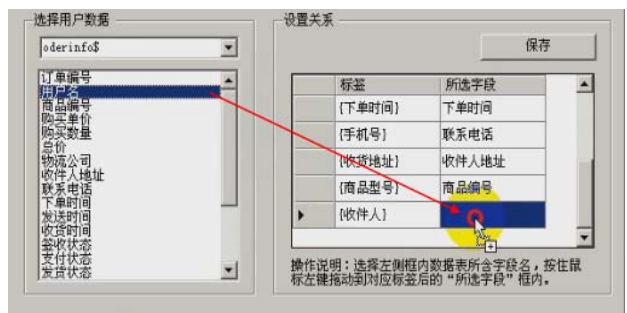 选择用户数据
oderinfo$
订单编号
用户名
商品编号
购买单价
购买数量
总价
物流公司
收件人地址
联系电话
下单时间
发送时间
收货时间
签收状态
支付状态
发货状态
设置关系
保存
标签 所选字段
{下单时间} 下单时间
{手机号} 联系电话
{收货地址} 收件人地址
{商品型号} 商品编号
{收件人}
操作说明：选择左侧框内数据表所含字段名，按住鼠
标左键拖动到对应标签后的“所选字段”框内。